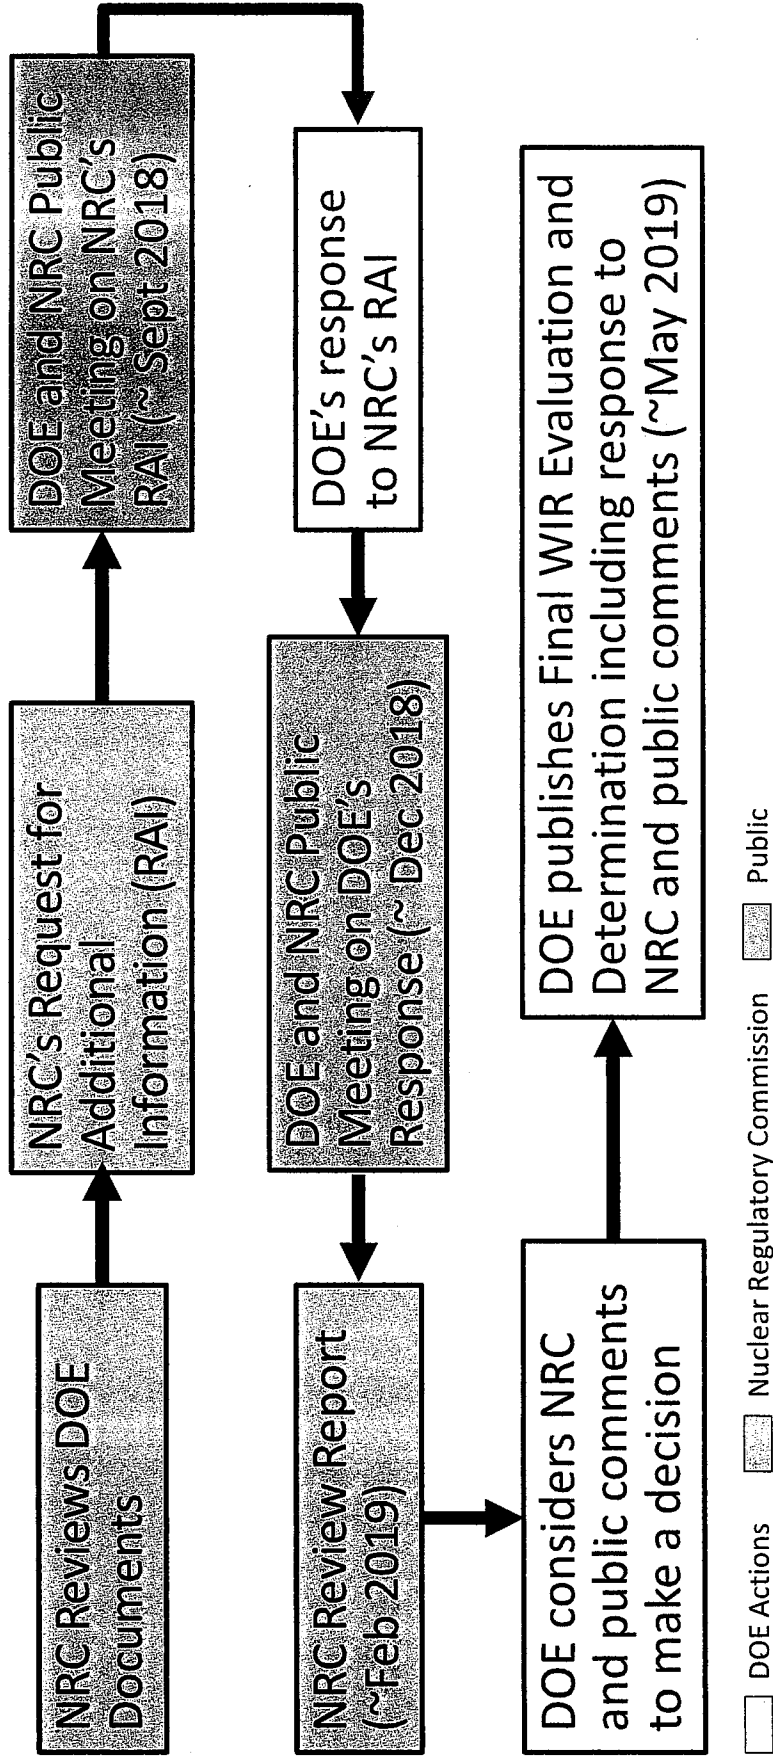 NRC Reviews DOE
Documents
NRC's Request for
Additional
Information (RAI)
DOE and NRC Public
Meeting on NRC's
RAI (~ Sept 2018)
DOE's response
to NRC's RAI
DOE and NRC Public
Meeting on DOE's
Response (~ Dec 2018)
NRC Review Report
(~Feb 2019)
DOE considers NRC
and public comments
to make a decision
DOE publishes Final WIR Evaluation and
Determination including response to
NRC and public comments (~May 2019)
DOE Actions
Nuclear Regulatory Commission
Public